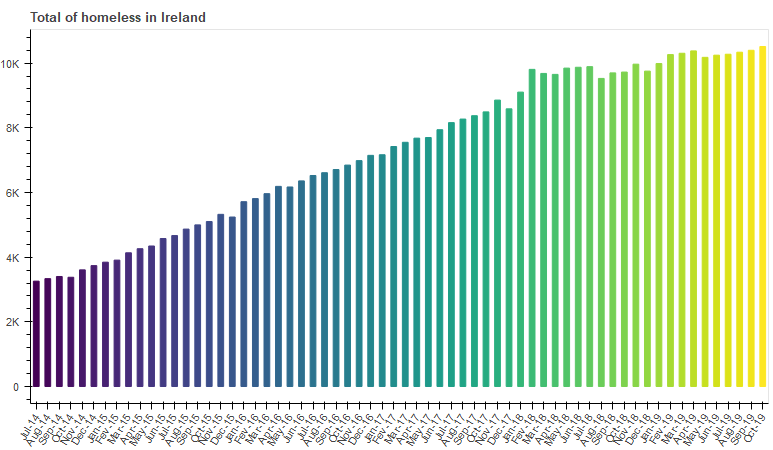 Total of homeless in Ireland
10K
8K
6K
4K
2K
0
Jul-14
Aug-14
Sep-14
Oct-14
Nov-14
Dec-14
Jan-15
Fev-15
Mar-15
Apr-15
May-15
Jun-15
Jul-15
Aug-15
Sep-15
Oct-15
Nov-15
Dec-15
Jan-16
Fev-16
Mar-16
Apr-16
May-16
Jun-16
Jul-16
Aug-16
Sep-16
Oct-16
Nov-16
Dec-16
Jan-17
Fev-17
Mar-17
Apr-17
May-17
Jun-17
Jul-17
Aug-17
Sep-17
Oct-17
Nov-17
Dec-17
Jan-18
Fev-18
Mar-18
Apr-18
May-18
Jun-18
Jul-18
Aug-18
Sep-18
Oct-18
Nov-18
Dec-18
Jan-19
Fev-19
Mar-19
Apr-19
May-19
Jun-19
Jul-19
Aug-19
Sep-19
Oct-19